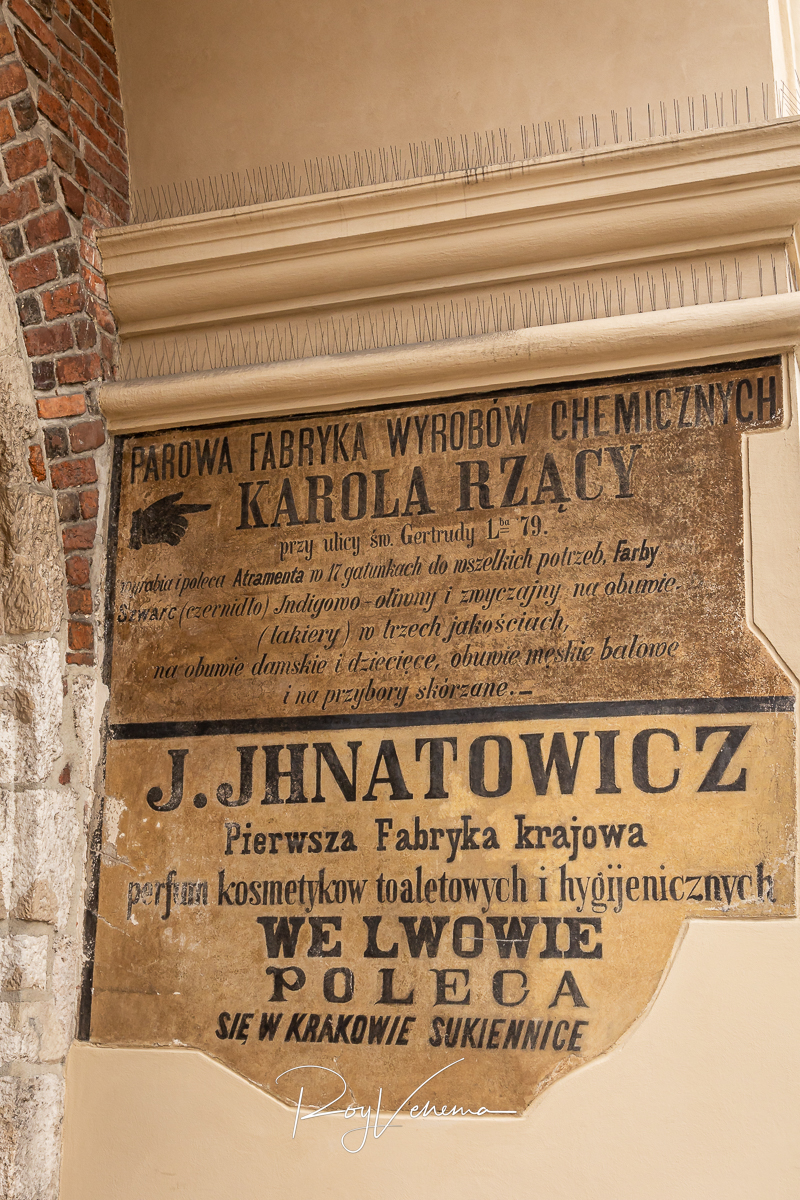 PAROWA FABRYKA WYROBÓW CHEMICZNYCH
KAROLA RZĄCY
przy ulicy św. Gertrudy Lba 79.
Wyrabia i poleca Atramenta w 17 gatunkach do wszelkich potrzeb, Farby
Szwarc (czernidło) Indigowo-oliwny i zwyczajny na obuwie-
(lakiery) w trzech jakościach,
na obuwie damskie i dziecięce, obuwie męskie balowe
i na przybory skórzane.–
J. JHNATOWICZ
Pierwsza Fabryka krajowa
perfum kosmetykow toaletowych i hygijenicznych
WE LWOWIE
POLECA
SIĘ W KRAKOWIE SUKIENNICE
Roy Venema